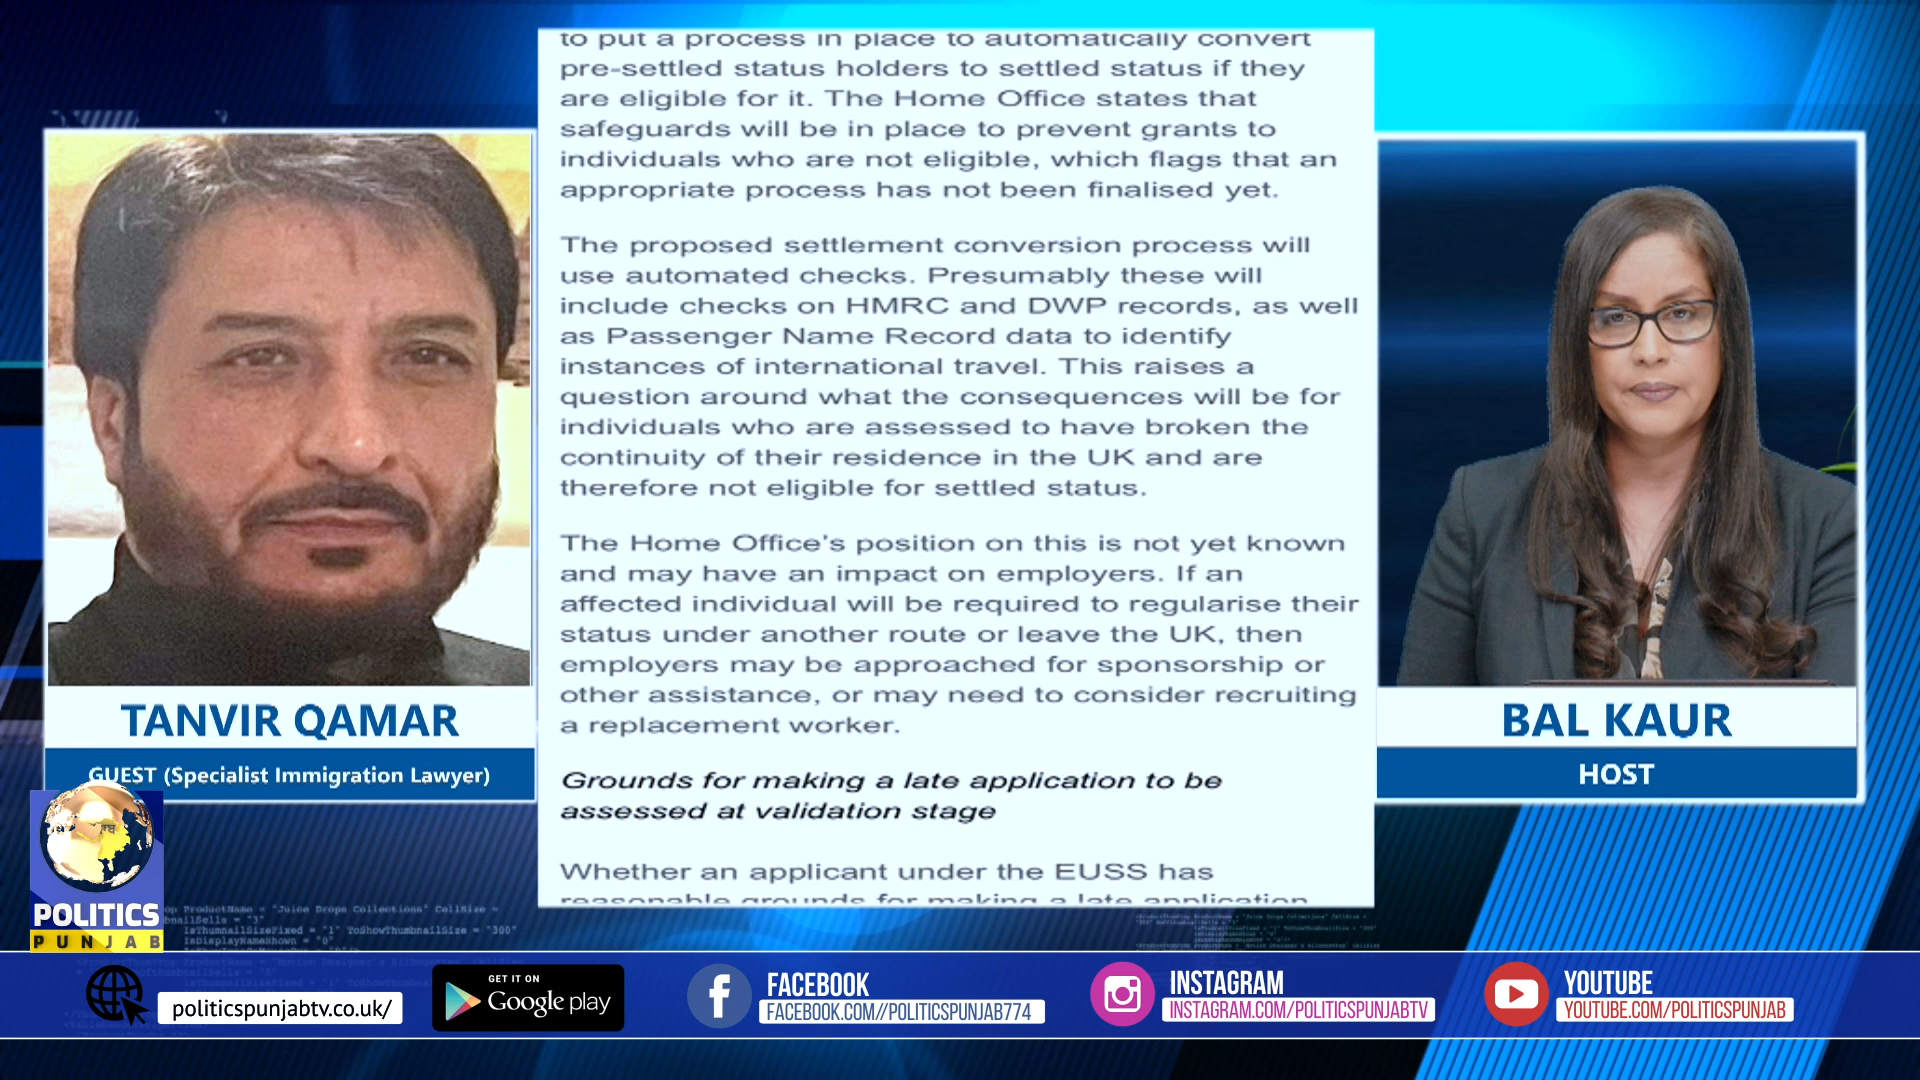 to put a process in place to automatically convert
pre-settled status holders to settled status if they
are eligible for it. The Home Office states that
safeguards will be in place to prevent grants to
individuals who are not eligible, which flags that an
appropriate process has not been finalised yet.
The proposed settlement conversion process will
use automated checks. Presumably these will
include checks on HMRC and DWP records, as well
as Passenger Name Record data to identify
instances of international travel. This raises a
question around what the consequences will be for
individuals who are assessed to have broken the
continuity of their residence in the UK and are
therefore not eligible for settled status.
The Home Office's position on this is not yet known
and may have an impact on employers. If an
affected individual will be required to regularise their
status under another route or leave the UK, then
employers may be approached for sponsorship or
other assistance, or may need to consider recruiting
a replacement worker.
Grounds for making a late application to be
assessed at validation stage
Whether an applicant under the EUSS has
reasonable grounds for making a late application
TANVIR QAMAR
GUEST (Specialist Immigration Lawyer)
BAL KAUR
HOST
POLITICS
PUNJAB
politicspunjabtv.co.uk/
GET IT ON
Google play
FACEBOOK
FACEBOOK.COM//POLITICSPUNJAB774
INSTAGRAM
INSTAGRAM.COM/POLITICSPUNJABTV
YOUTUBE
YOUTUBE.COM/POLITICSPUNJAB